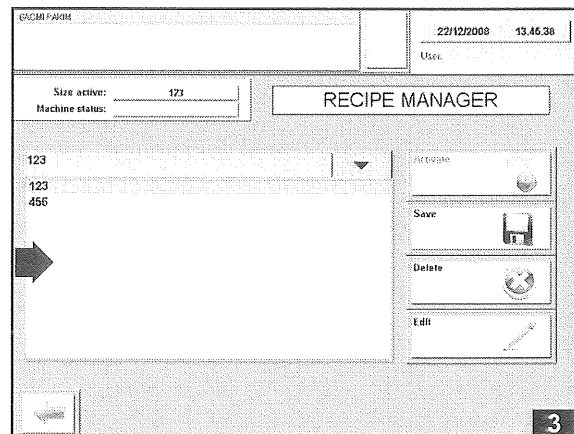 SACMI PAKIM
22/12/2008 13.45.38
User:
Size active: 123
Machine status:
RECIPE MANAGER
123
123
456
Activate
Save
Delete
Edit
3